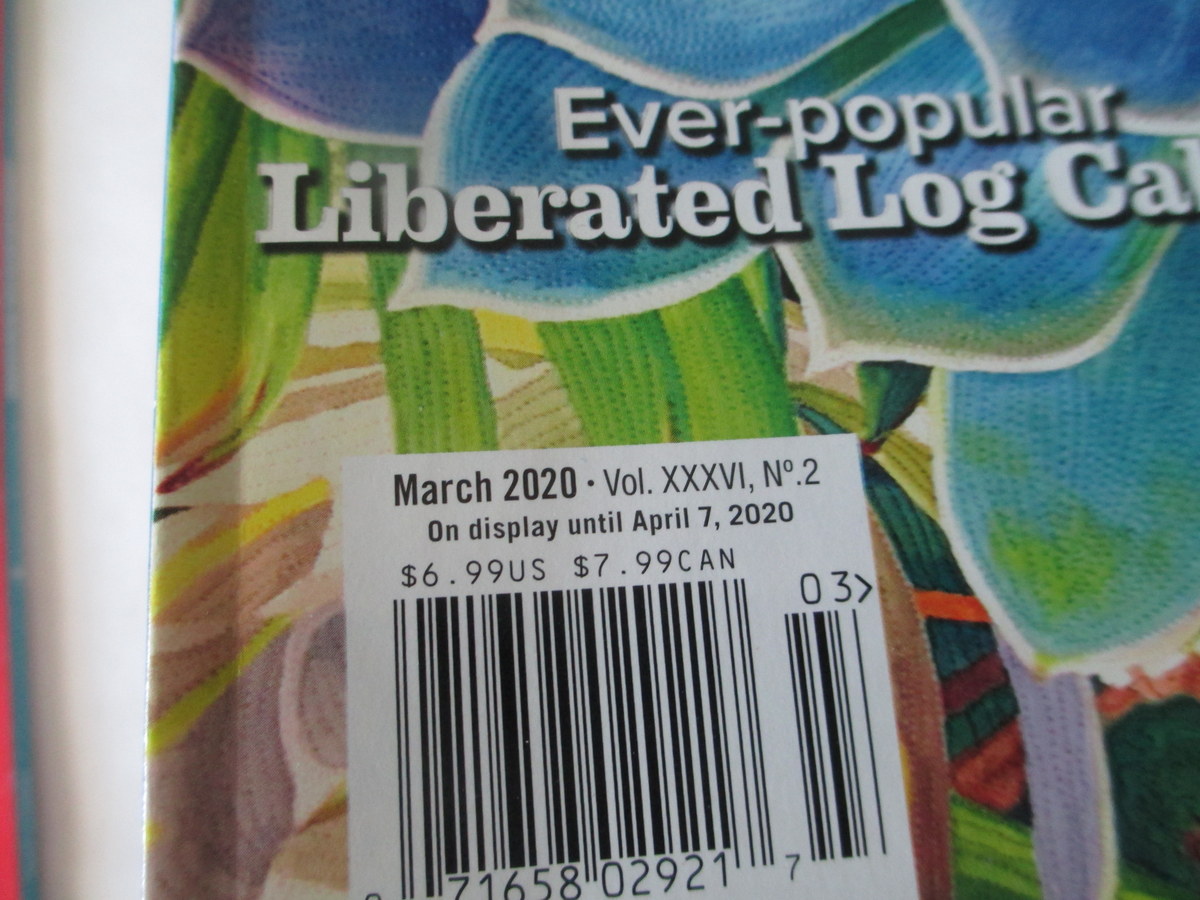 Ever-popular
Liberated Log
March 2020 · Vol. XXXVI, Nº.2
On display until April 7, 2020
$6.99US $7.99CAN
03>
71658 02921 7